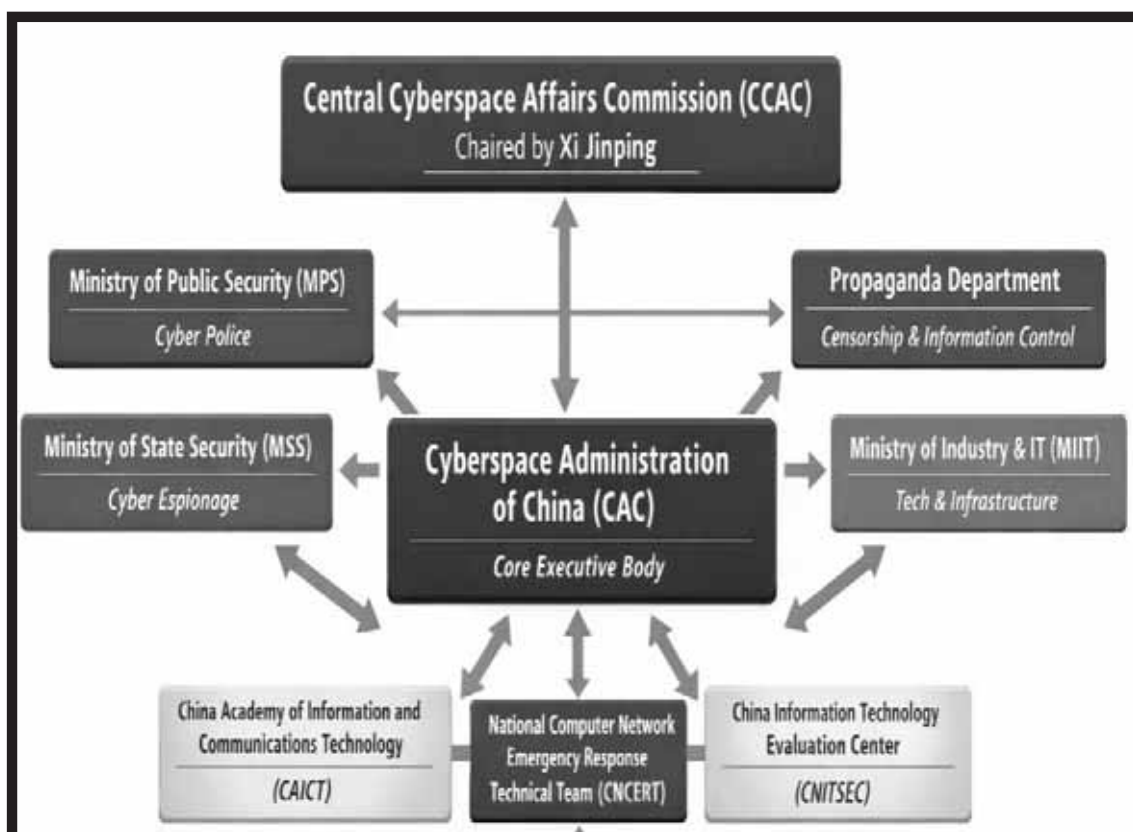 Central Cyberspace Affairs Commission (CCAC)
Chaired by Xi Jinping
Ministry of Public Security (MPS)
Cyber Police
Propaganda Department
Censorship & Information Control
Ministry of State Security (MSS)
Cyber Espionage
Cyberspace Administration
of China (CAC)
Core Executive Body
Ministry of Industry & IT (MIIT)
Tech & Infrastructure
China Academy of Information and
Communications Technology
(CAICT)
National Computer Network
Emergency Response
Technical Team (CNCERT)
China Information Technology
Evaluation Center
(CNITSEC)